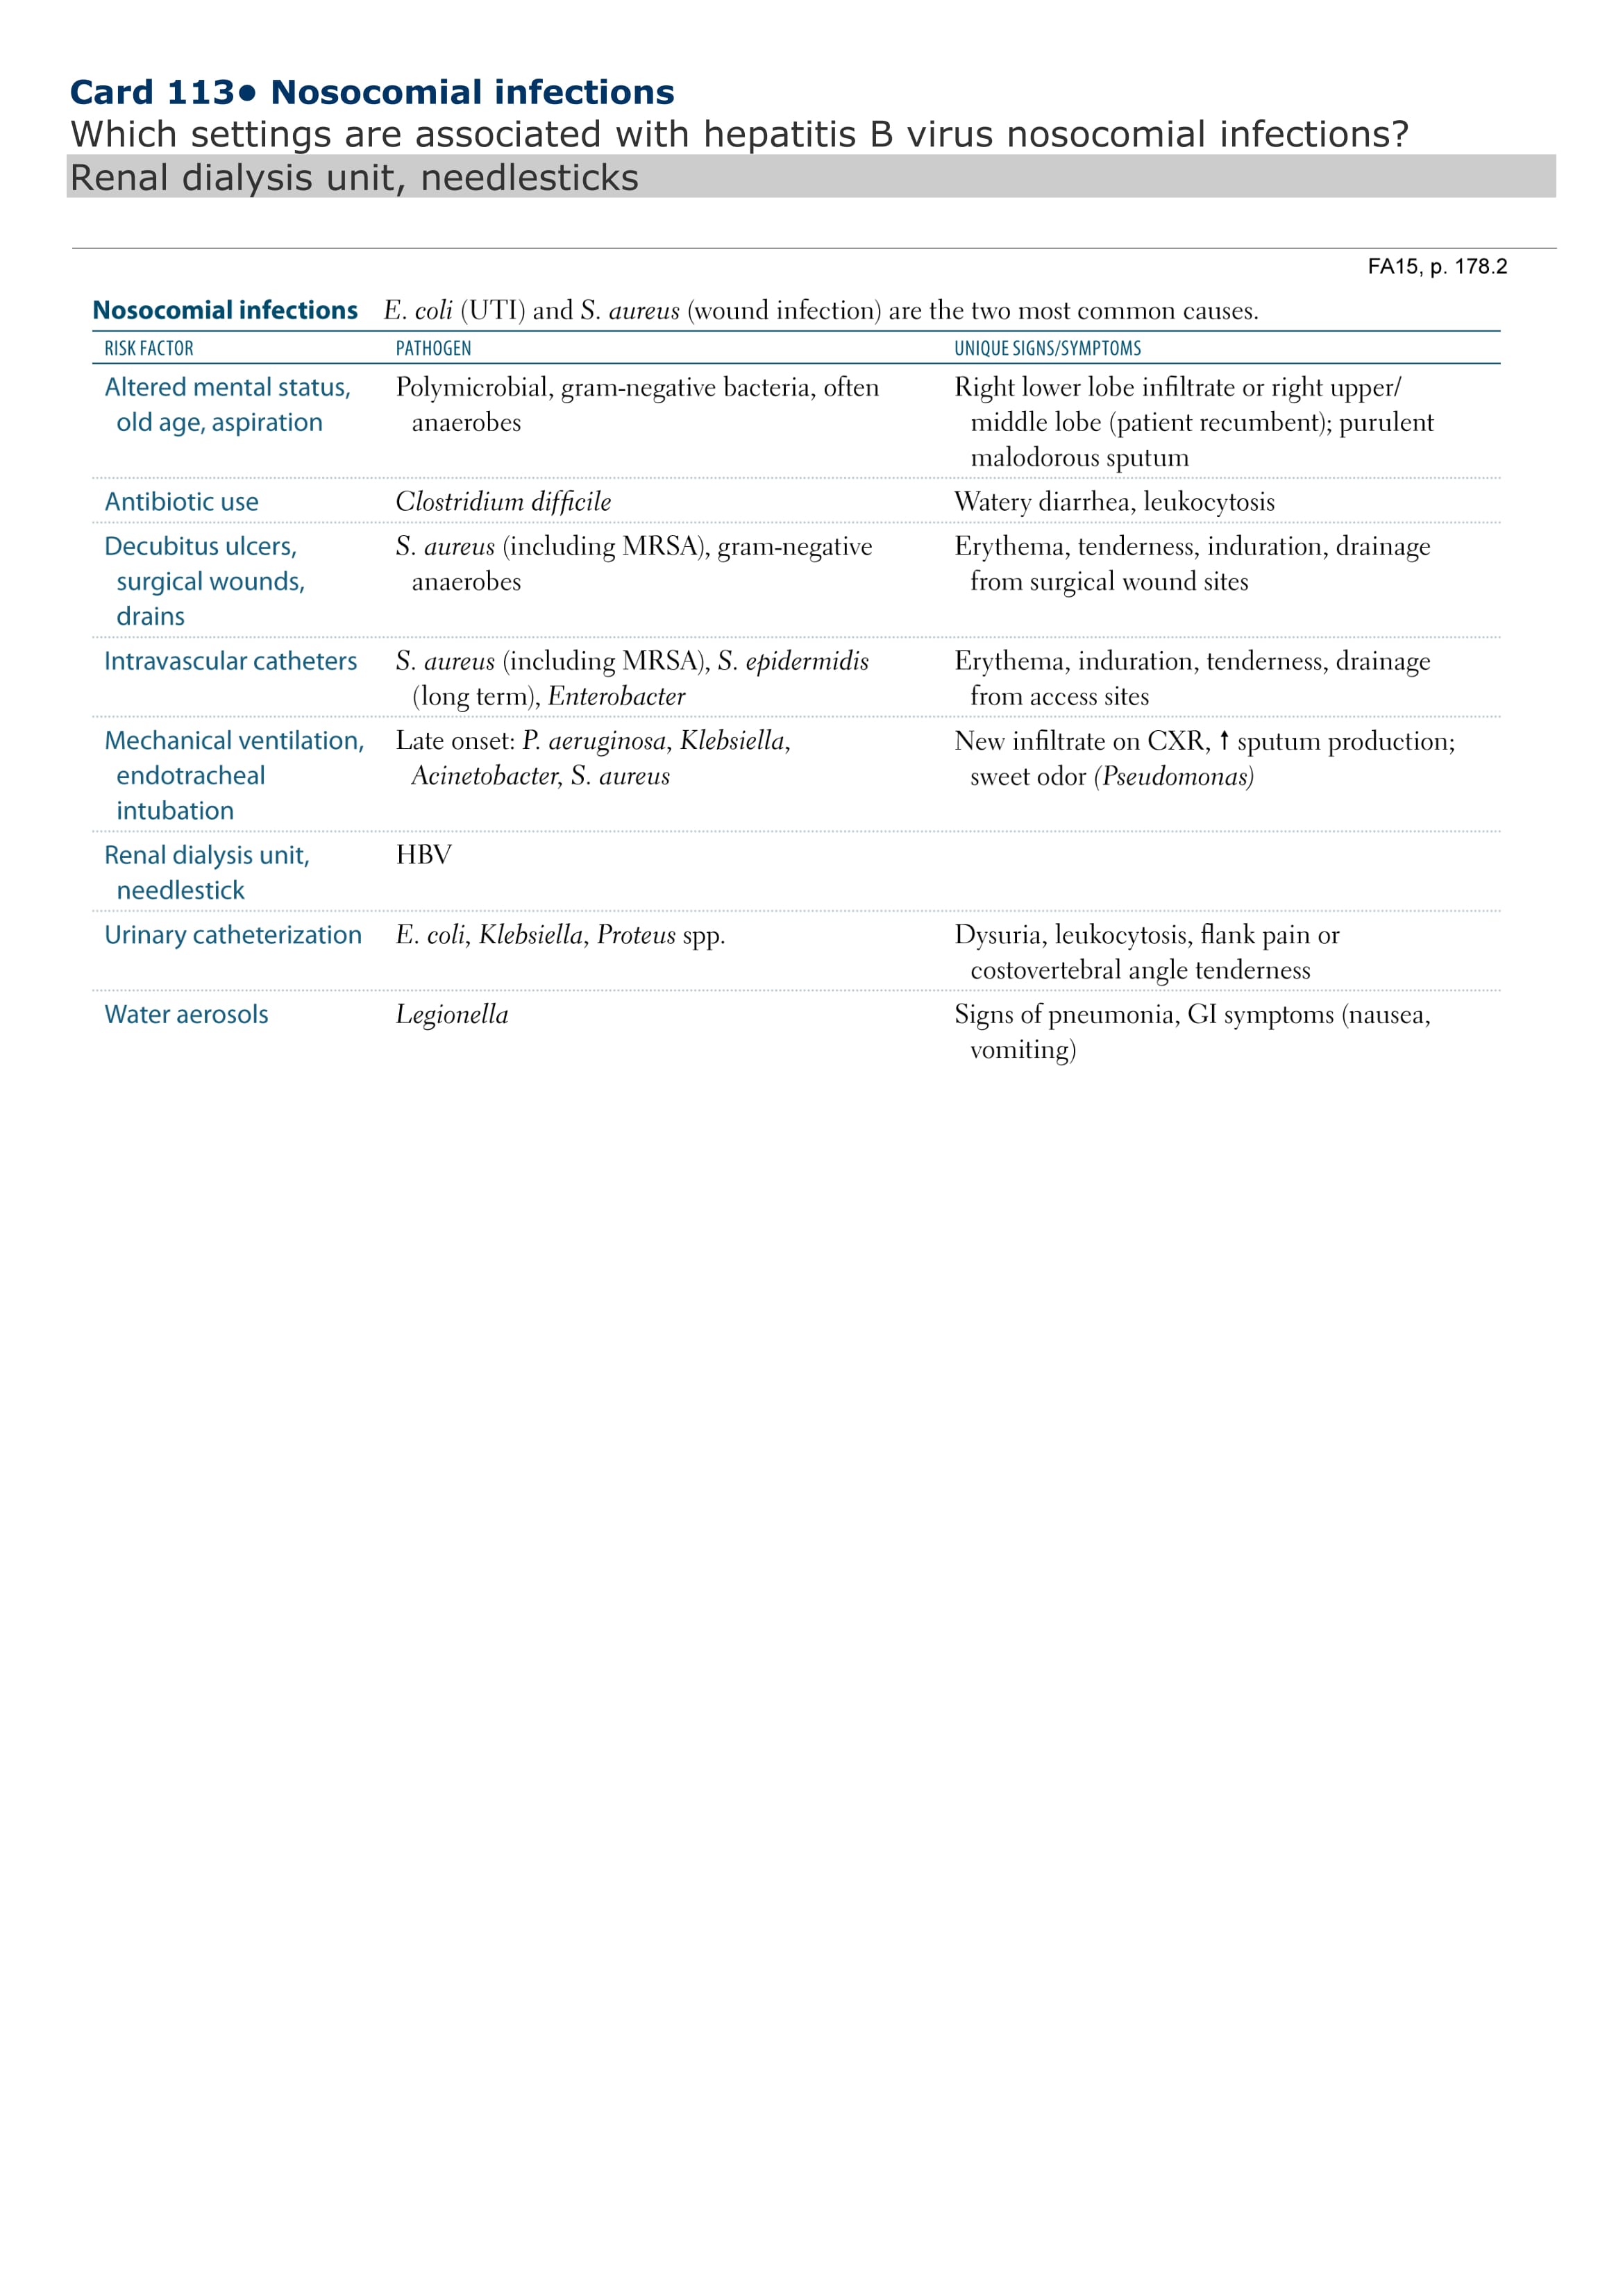 Card 113• Nosocomial infections
Which settings are associated with hepatitis B virus nosocomial infections?
Renal dialysis unit, needlesticks
FA15, p. 178.2
Nosocomial infections E. coli (UTI) and S. aureus (wound infection) are the two most common causes.
RISK FACTOR PATHOGEN UNIQUE SIGNS/SYMPTOMS
Altered mental status, Polymicrobial, gram-negative bacteria, often Right lower lobe infiltrate or right upper/
old age, aspiration anaerobes middle lobe (patient recumbent); purulent
malodorous sputum
Antibiotic use Clostridium difficile Watery diarrhea, leukocytosis
Decubitus ulcers, S. aureus (including MRSA), gram-negative Erythema, tenderness, induration, drainage
surgical wounds, anaerobes from surgical wound sites
drains
Intravascular catheters S. aureus (including MRSA), S. epidermidis Erythema, induration, tenderness, drainage
(long term), Enterobacter from access sites
Mechanical ventilation, Late onset: P. aeruginosa, Klebsiella, New infiltrate on CXR, ↑ sputum production;
endotracheal Acinetobacter, S. aureus sweet odor (Pseudomonas)
intubation
Renal dialysis unit, HBV
needlestick
Urinary catheterization E. coli, Klebsiella, Proteus spp. Dysuria, leukocytosis, flank pain or
costovertebral angle tenderness
Water aerosols Legionella Signs of pneumonia, GI symptoms (nausea,
vomiting)